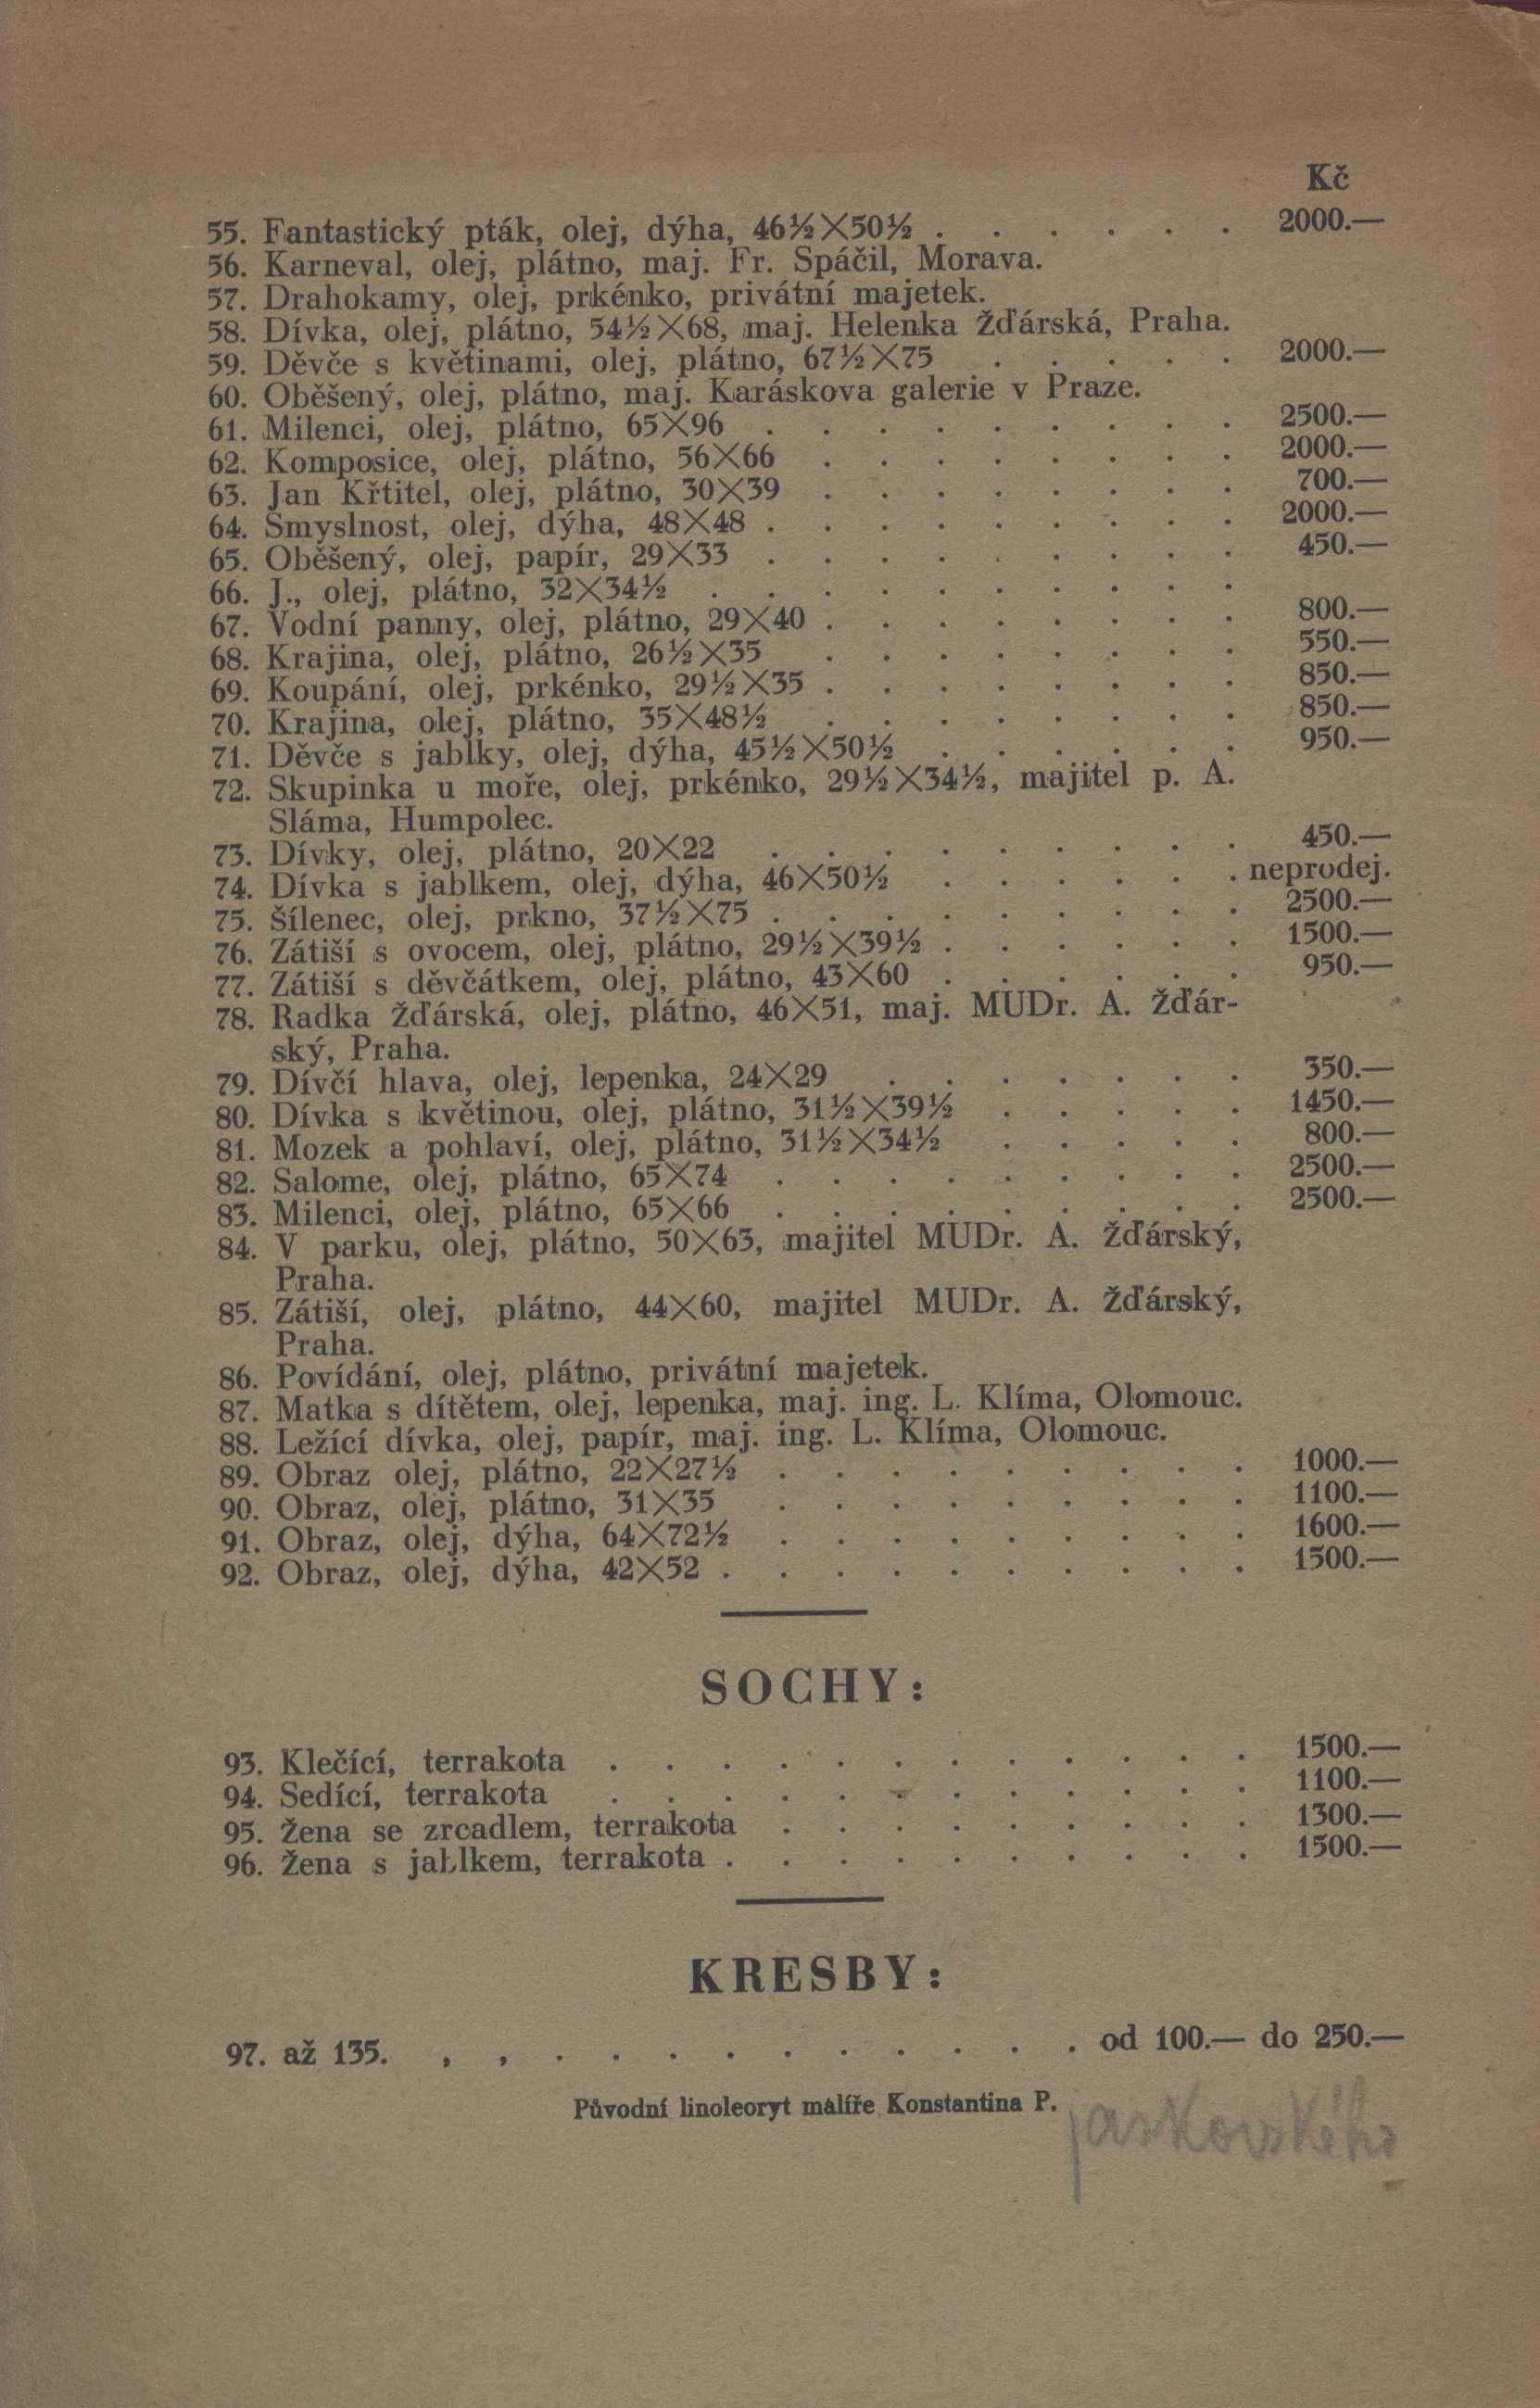 Kč
55. Fantastický pták, olej, dýha, 46½×50½ . . . . . . 2000.—
56. Karneval, olej, plátno, maj. Fr. Spáčil, Morava.
57. Drahokamy, olej, prkénko, privátní majetek.
58. Dívka, olej, plátno, 54½×68, maj. Helenka Žďárská, Praha.
59. Děvče s květinami, olej, plátno, 67½×75 . . . . . 2000.—
60. Oběšený, olej, plátno, maj. Karáskova galerie v Praze.
61. Milenci, olej, plátno, 65×96 . . . . . . . . . 2500.—
62. Komposice, olej, plátno, 56×66 . . . . . . . . 2000.—
63. Jan Křtitel, olej, plátno, 30×39 . . . . . . . . 700.—
64. Smyslnost, olej, dýha, 48×48 . . . . . . . . . 2000.—
65. Oběšený, olej, papír, 29×33 . . . . . . . . . 450.—
66. J., olej, plátno, 32×34½ . . . . . . . . . .
67. Vodní panny, olej, plátno, 29×40 . . . . . . . . 800.—
68. Krajina, olej, plátno, 26½×35 . . . . . . . . 550.—
69. Koupání, olej, prkénko, 29½×35 . . . . . . . . 850.—
70. Krajina, olej, plátno, 35×48½ . . . . . . . . 850.—
71. Děvče s jablky, olej, dýha, 45½×50½ . . . . . . 950.—
72. Skupinka u moře, olej, prkénko, 29½×34½, majitel p. A.
Sláma, Humpolec.
73. Dívky, olej, plátno, 20×22 . . . . . . . . . 450.—
74. Dívka s jablkem, olej, dýha, 46×50½ . . . . . . neprodej.
75. Šílenec, olej, prkno, 37½×75 . . . . . . . . . 2500.—
76. Zátiší s ovocem, olej, plátno, 29½×39½ . . . . . . 1500.—
77. Zátiší s děvčátkem, olej, plátno, 43×60 . . . . . . 950.—
78. Radka Žďárská, olej, plátno, 46×51, maj. MUDr. A. Žďár-
ský, Praha.
79. Dívčí hlava, olej, lepenka, 24×29 . . . . . . . 350.—
80. Dívka s květinou, olej, plátno, 31½×39½ . . . . . 1450.—
81. Mozek a pohlaví, olej, plátno, 31½×34½ . . . . . 800.—
82. Salome, olej, plátno, 65×74 . . . . . . . . . 2500.—
83. Milenci, olej, plátno, 65×66 . . . . . . . . . 2500.—
84. V parku, olej, plátno, 50×63, majitel MUDr. A. Žďárský,
Praha.
85. Zátiší, olej, plátno, 44×60, majitel MUDr. A. Žďárský,
Praha.
86. Povídání, olej, plátno, privátní majetek.
87. Matka s dítětem, olej, lepenka, maj. ing. L. Klíma, Olomouc.
88. Ležící dívka, olej, papír, maj. ing. L. Klíma, Olomouc.
89. Obraz olej, plátno, 22×27½ . . . . . . . . . 1000.—
90. Obraz, olej, plátno, 31×35 . . . . . . . . . 1100.—
91. Obraz, olej, dýha, 64×72½ . . . . . . . . . 1600.—
92. Obraz, olej, dýha, 42×52 . . . . . . . . . . 1500.—
SOCHY:
93. Klečící, terrakota . . . . . . . . . . . . 1500.—
94. Sedící, terrakota . . . . . . . . . . . . 1100.—
95. Žena se zrcadlem, terrakota . . . . . . . . . 1300.—
96. Žena s jablkem, terrakota . . . . . . . . . . 1500.—
KRESBY:
97. až 135. , , . . . . . . . . . . od 100.— do 250.—
Původní linoleoryt malíře Konstantina P.
jaskovského